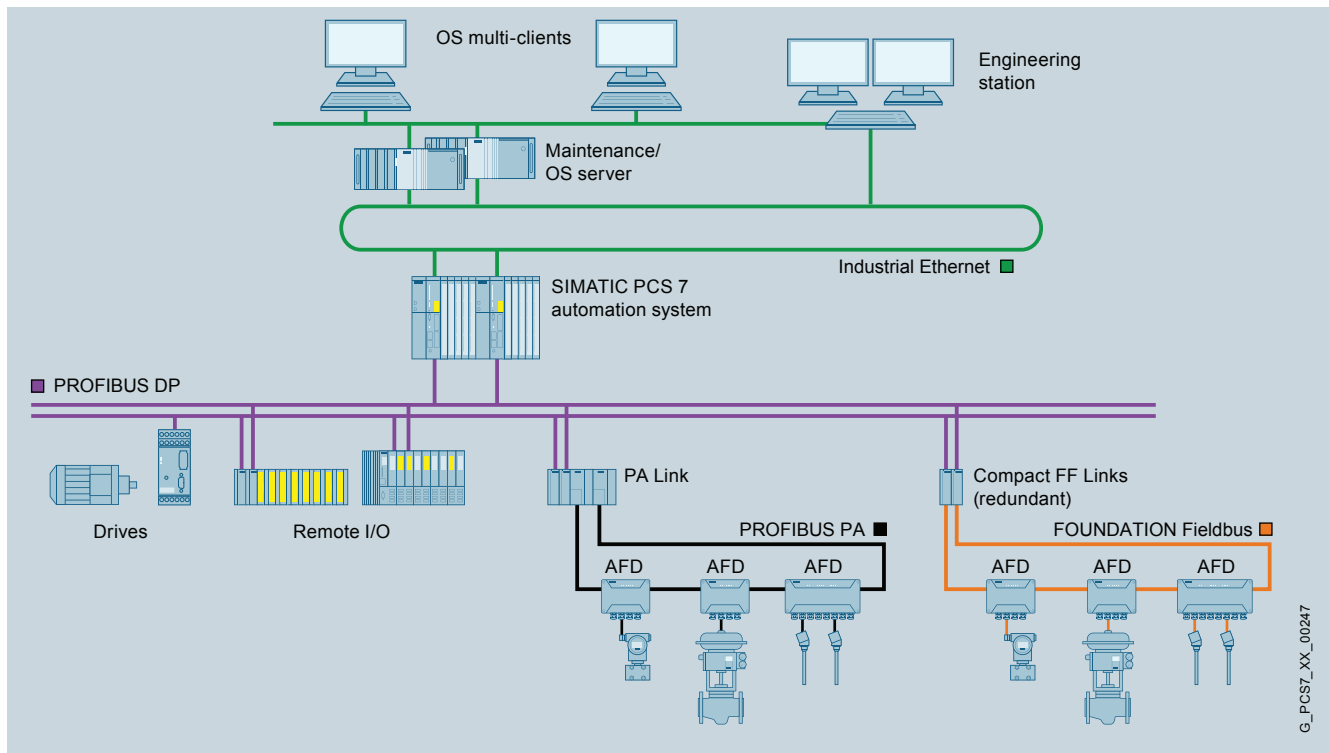 OS multi-clients
Engineering
station
Maintenance/
OS server
Industrial Ethernet
SIMATIC PCS 7
automation system
PROFIBUS DP
Drives
Remote I/O
PA Link
Compact FF Links
(redundant)
PROFIBUS PA
FOUNDATION Fieldbus
AFD
AFD
AFD
AFD
AFD
AFD
G_PCS7_XX_00247